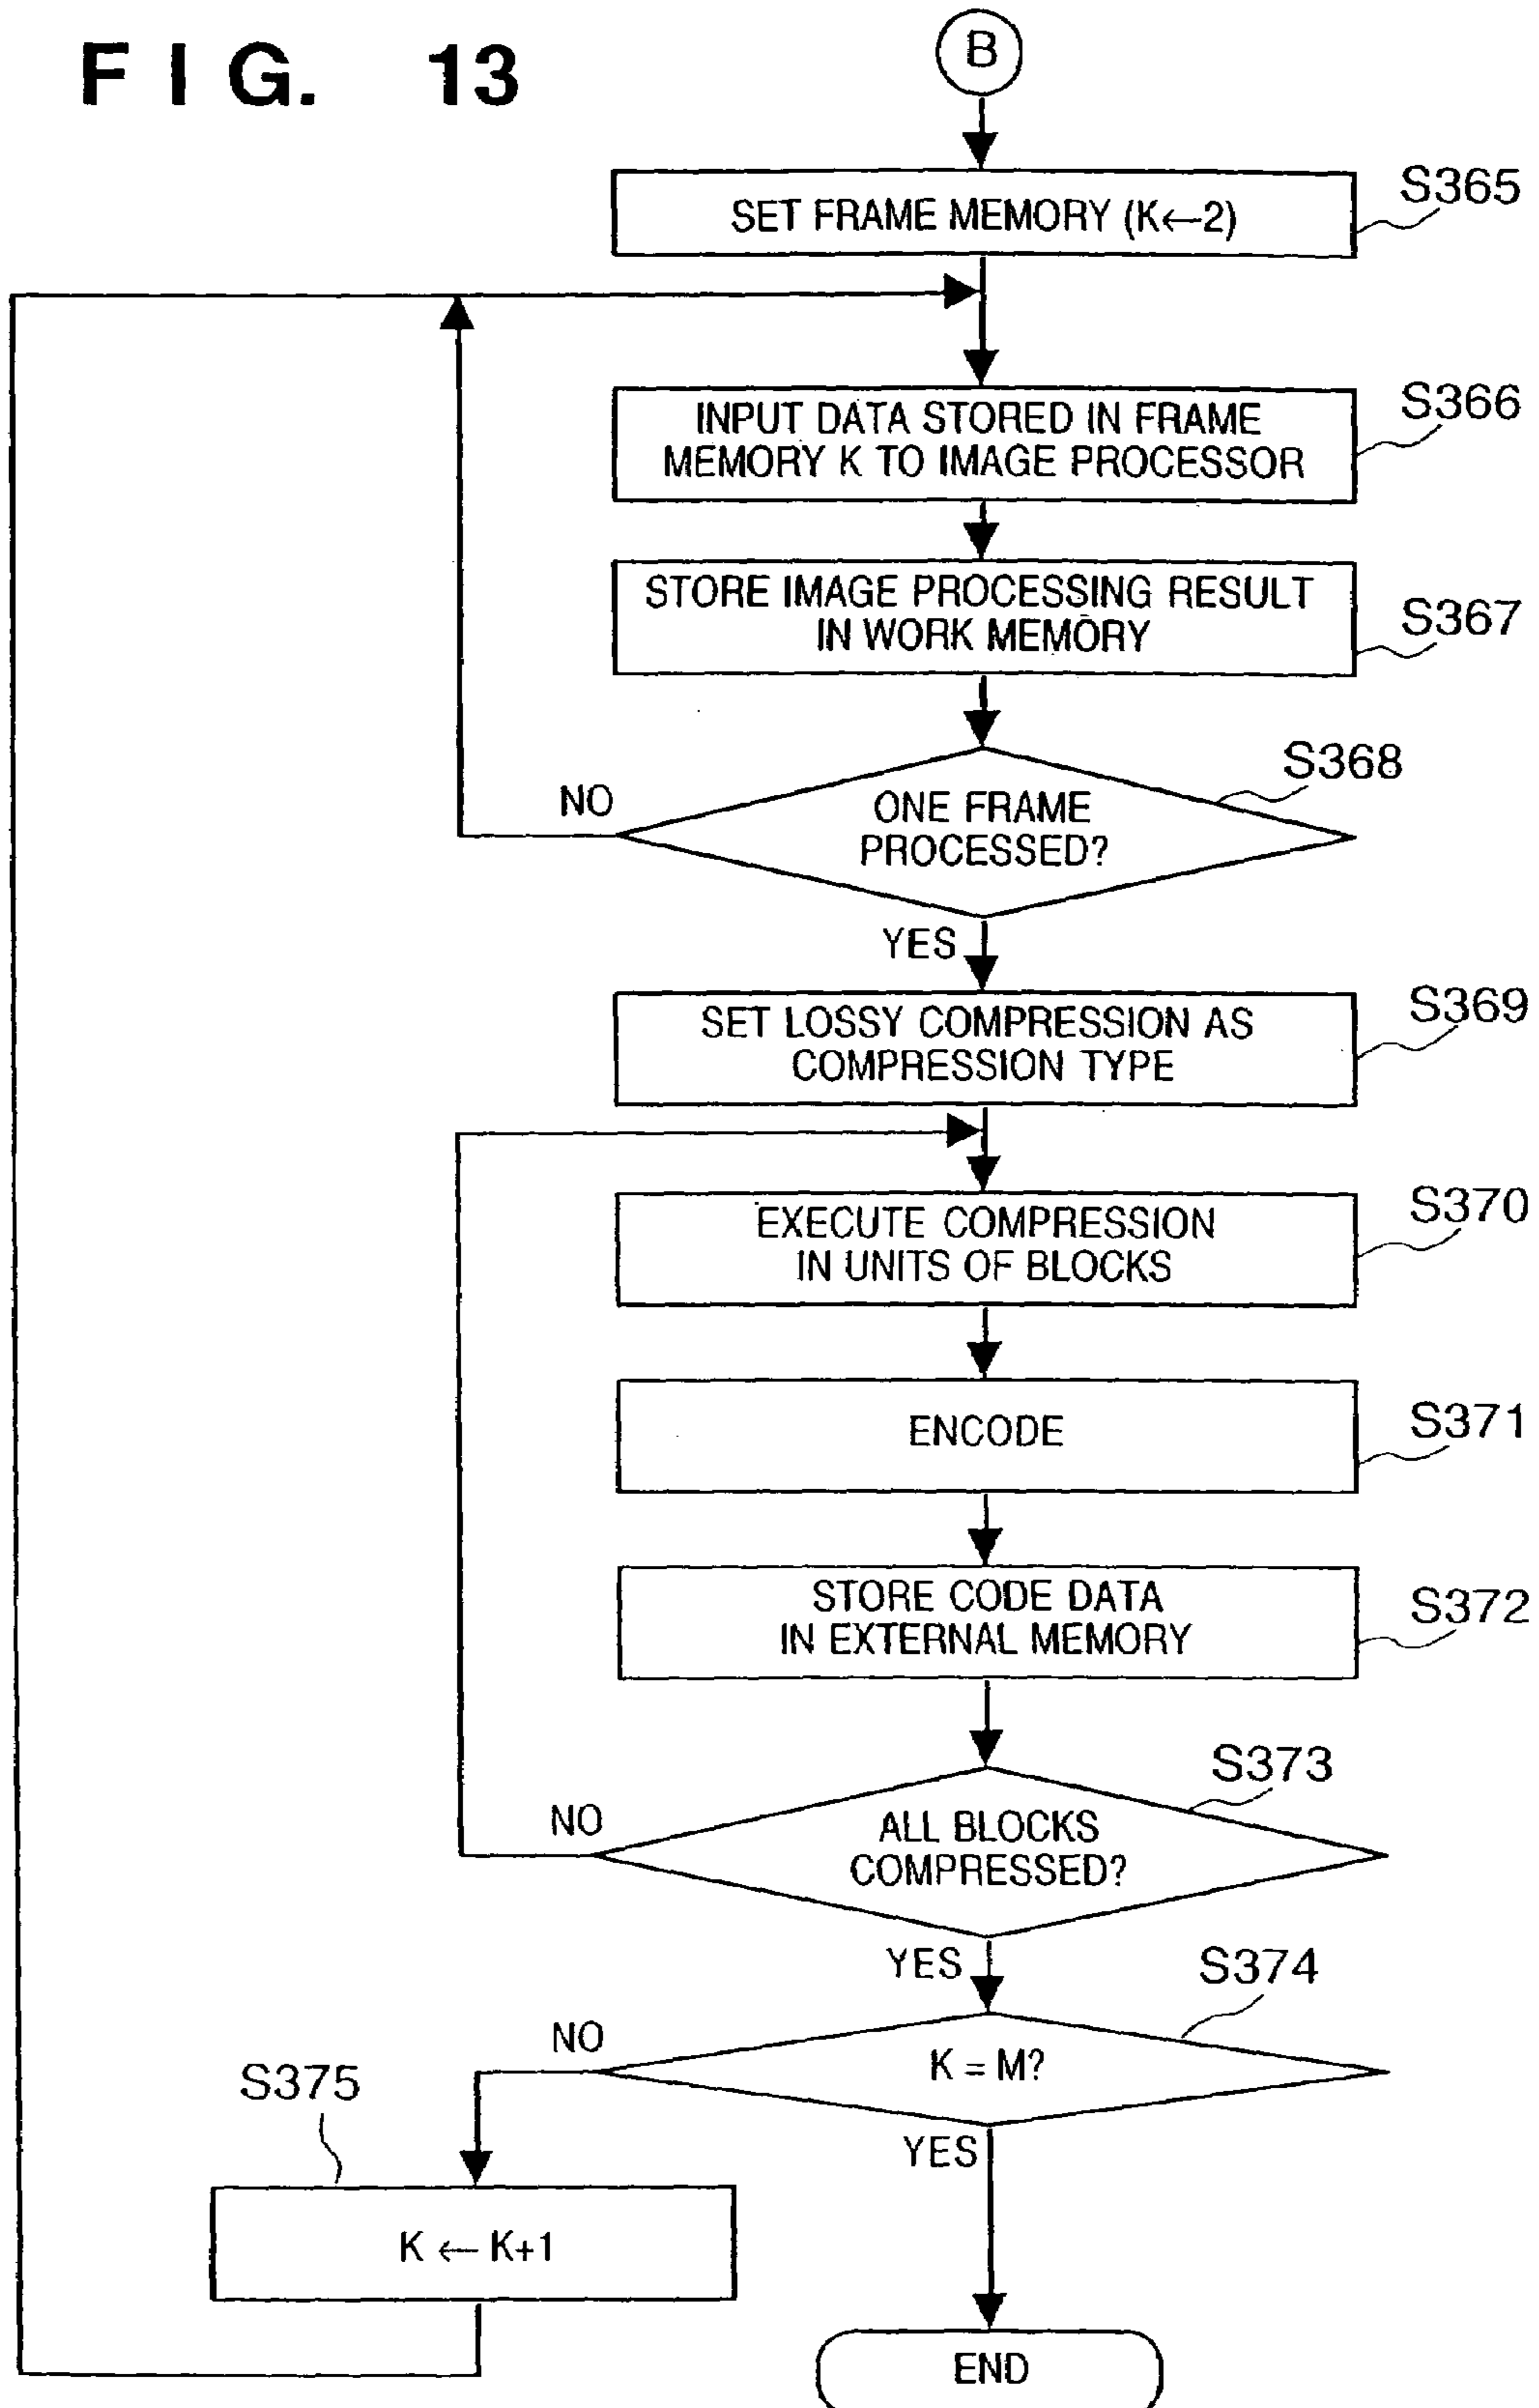 FIG. 13
B
SET FRAME MEMORY (K←2)
S365
INPUT DATA STORED IN FRAME
MEMORY K TO IMAGE PROCESSOR
S366
STORE IMAGE PROCESSING RESULT
IN WORK MEMORY
S367
S368
NO
ONE FRAME
PROCESSED?
YES
SET LOSSY COMPRESSION AS
COMPRESSION TYPE
S369
EXECUTE COMPRESSION
IN UNITS OF BLOCKS
S370
ENCODE
S371
STORE CODE DATA
IN EXTERNAL MEMORY
S372
S373
NO
ALL BLOCKS
COMPRESSED?
YES
S374
NO
K = M?
S375
YES
K ← K+1
END